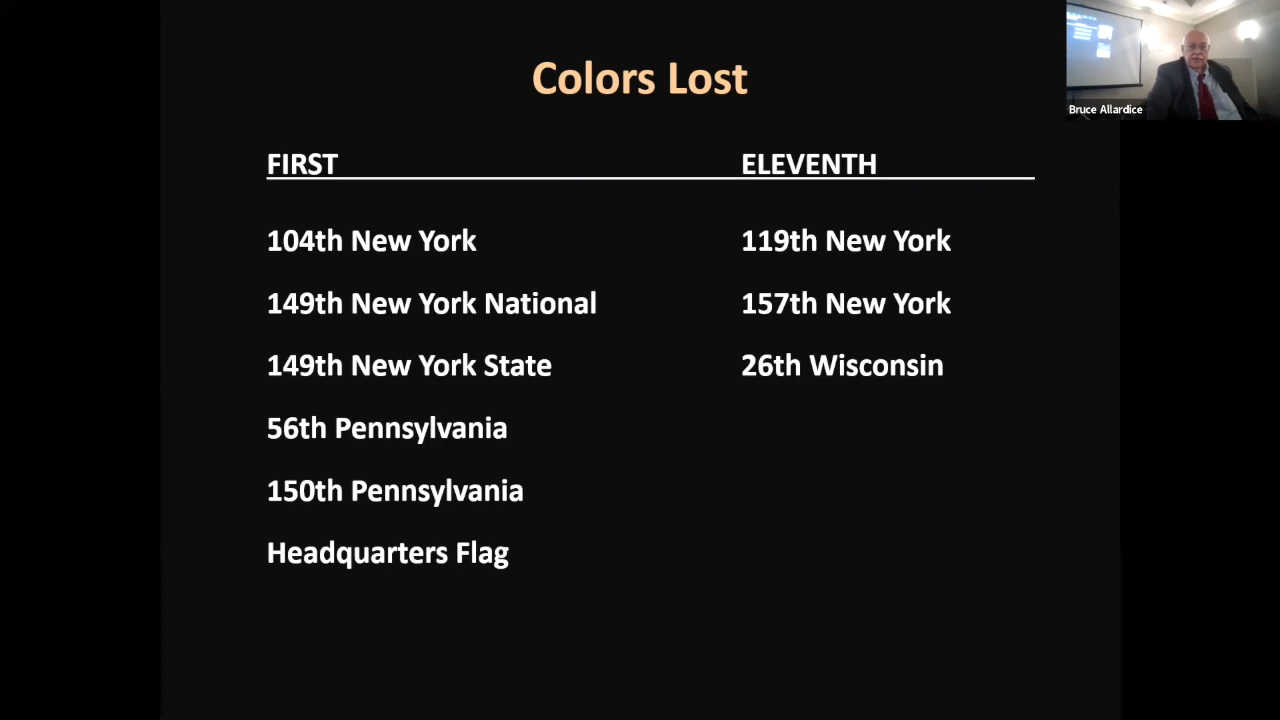 Colors Lost
Bruce Allardice
FIRST
ELEVENTH
104th New York
119th New York
149th New York National
157th New York
149th New York State
26th Wisconsin
56th Pennsylvania
150th Pennsylvania
Headquarters Flag